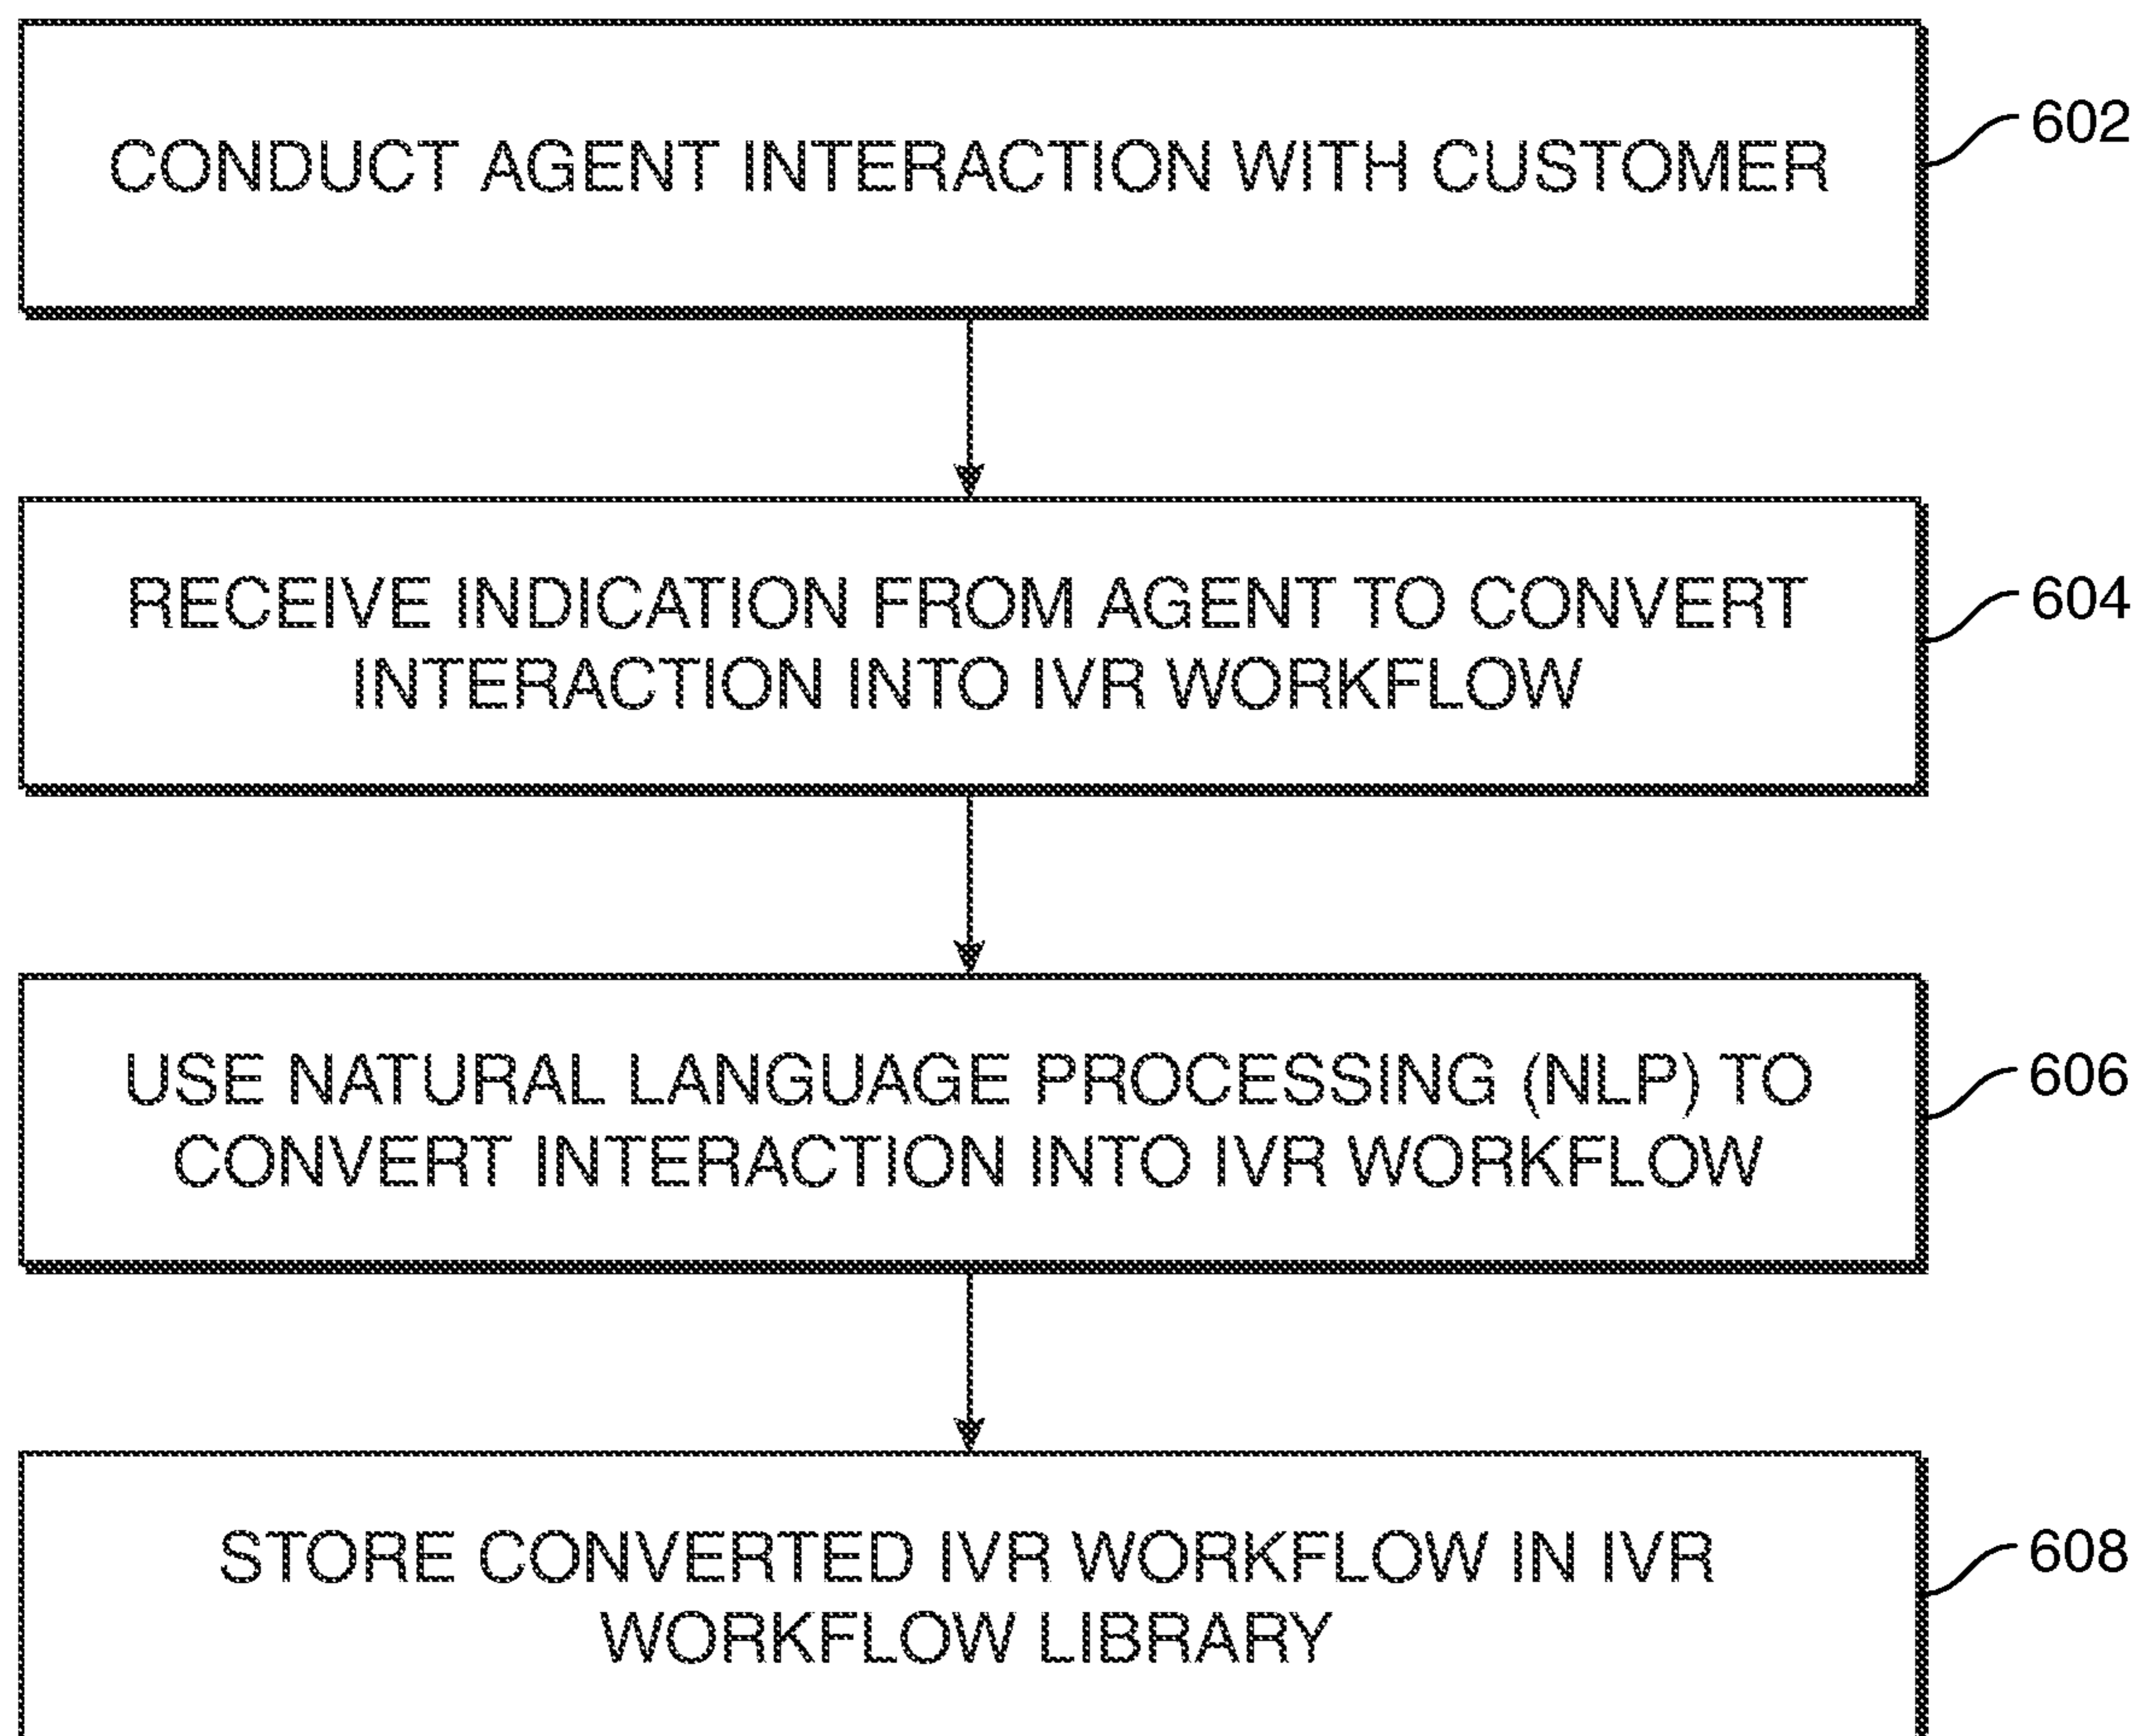 CONDUCT AGENT INTERACTION WITH CUSTOMER
602
RECEIVE INDICATION FROM AGENT TO CONVERT
INTERACTION INTO IVR WORKFLOW
604
USE NATURAL LANGUAGE PROCESSING (NLP) TO
CONVERT INTERACTION INTO IVR WORKFLOW
606
STORE CONVERTED IVR WORKFLOW IN IVR
WORKFLOW LIBRARY
608